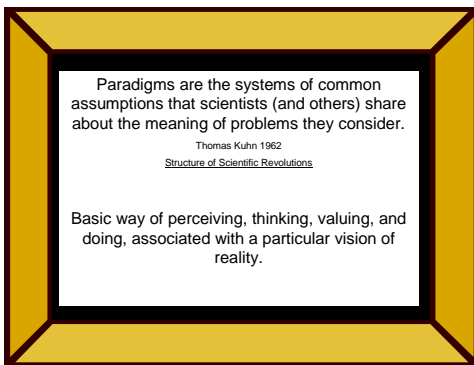 Paradigms are the systems of common
assumptions that scientists (and others) share
about the meaning of problems they consider.
Thomas Kuhn 1962
Structure of Scientific Revolutions
Basic way of perceiving, thinking, valuing, and
doing, associated with a particular vision of
reality.